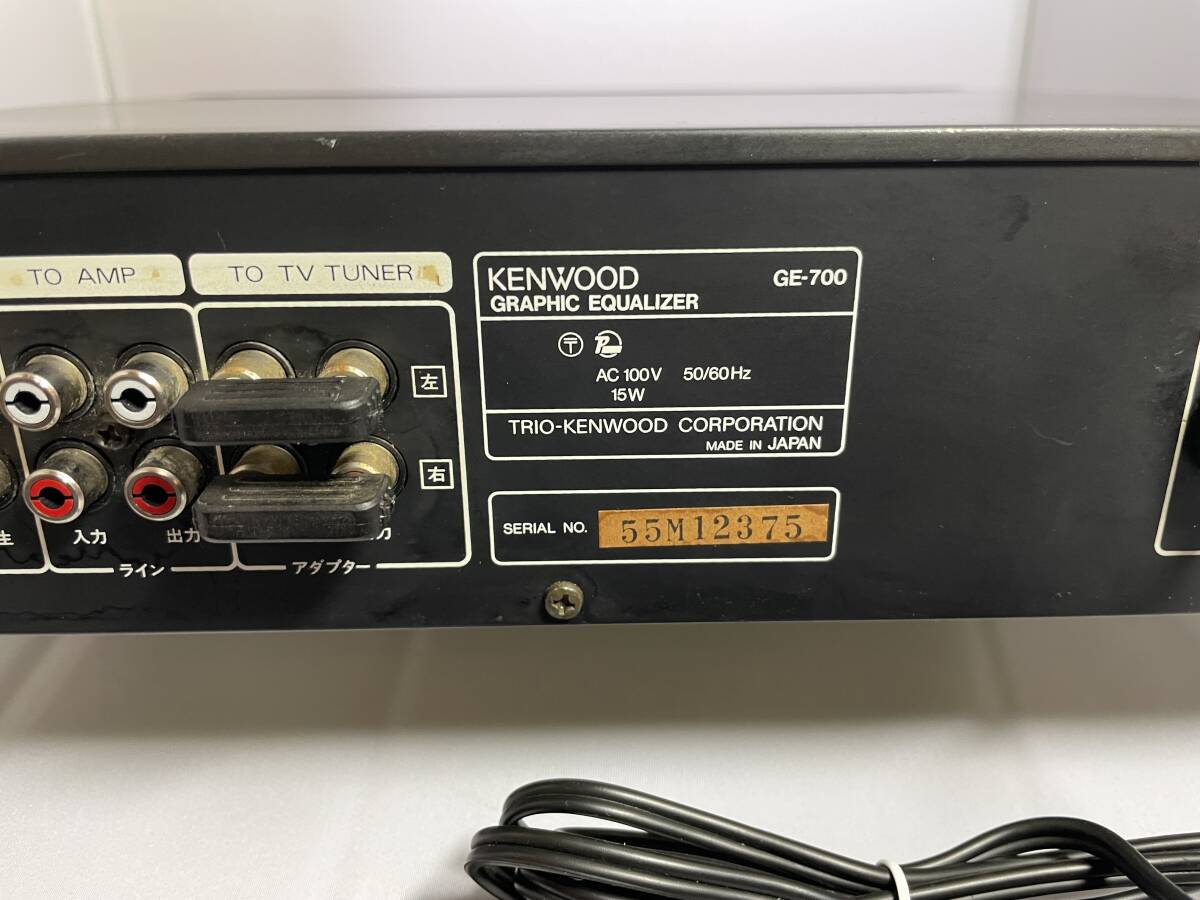 TO AMP
TO TV TUNER
左
右
生
入力
出力
力
ライン
アダプター
KENWOOD
GE-700
GRAPHIC EQUALIZER
〒
AC 100V 50/60Hz
15W
TRIO-KENWOOD CORPORATION
MADE IN JAPAN
SERIAL NO. 55M12375